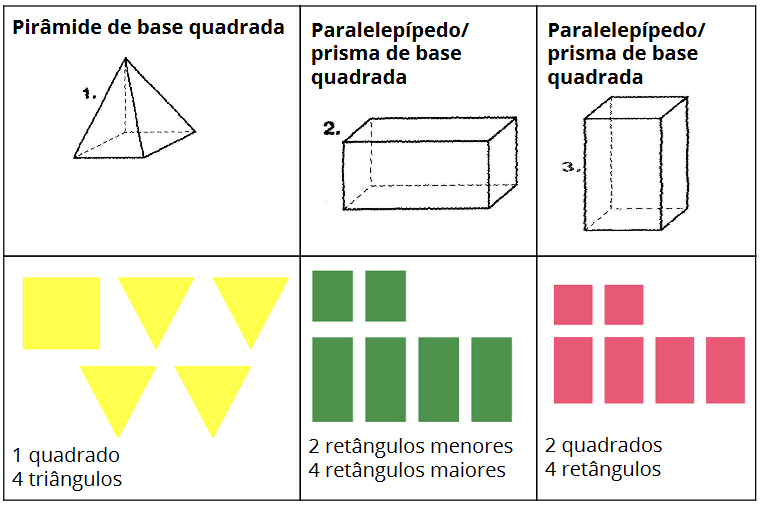 Pirâmide de base quadrada
1.
1 quadrado
4 triângulos
Paralelepípedo/
prisma de base
quadrada
2.
2 retângulos menores
4 retângulos maiores
Paralelepípedo/
prisma de base
quadrada
3.
2 quadrados
4 retângulos